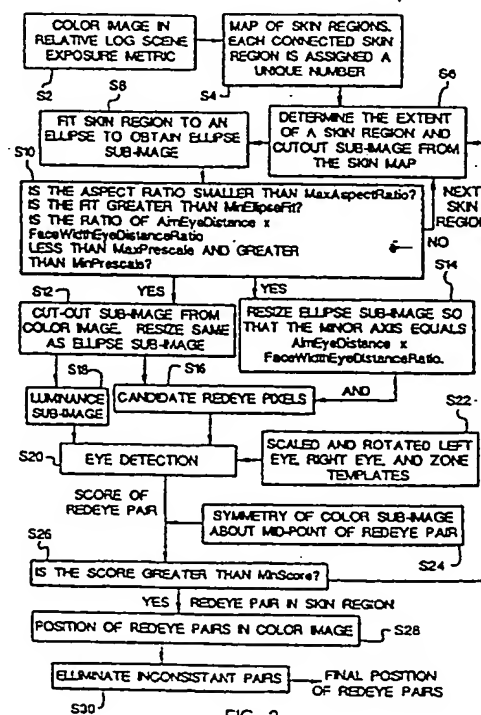 COLOR IMAGE IN
RELATIVE LOG SCENE
EXPOSURE METRIC
S2
MAP OF SKIN REGIONS.
EACH CONNECTED SKIN
REGION IS ASSIGNED A
UNIQUE NUMBER
S4
S8
FIT SKIN REGION TO AN
ELLIPSE TO OBTAIN ELLIPSE
SUB-IMAGE
S6
DETERMINE THE EXTENT
OF A SKIN REGION AND
CUTOUT SUB-IMAGE FROM
THE SKIN MAP
S10
IS THE ASPECT RATIO SMALLER THAN MaxAspectRatio?
IS THE FIT GREATER THAN MinEllipseFit?
IS THE RATIO OF AimEyeDistance x
FaceWidthEyeDistanceRatio
LESS THAN MaxPrescale AND GREATER
THAN MinPrescale?
NEXT
SKIN
REGION
NO
YES
YES
S12
CUT-OUT SUB-IMAGE FROM
COLOR IMAGE. RESIZE SAME
AS ELLIPSE SUB-IMAGE
S14
RESIZE ELLIPSE SUB-IMAGE SO
THAT THE MINOR AXIS EQUALS
AimEyeDistance x
FaceWidthEyeDistanceRatio.
S18
LUMINANCE
SUB-IMAGE
S16
CANDIDATE REDEYE PIXELS
AND
S20
EYE DETECTION
S22
SCALED AND ROTATED LEFT
EYE, RIGHT EYE, AND ZONE
TEMPLATES
SCORE OF
REDEYE PAIR
SYMMETRY OF COLOR SUB-IMAGE
ABOUT MID-POINT OF REDEYE PAIR
S24
S26
IS THE SCORE GREATER THAN MinScore?
YES
REDEYE PAIR IN SKIN REGION
POSITION OF REDEYE PAIRS IN COLOR IMAGE
S28
ELLIMINATE INCONSISTANT PAIRS
S30
FINAL POSITION
OF REDEYE PAIRS